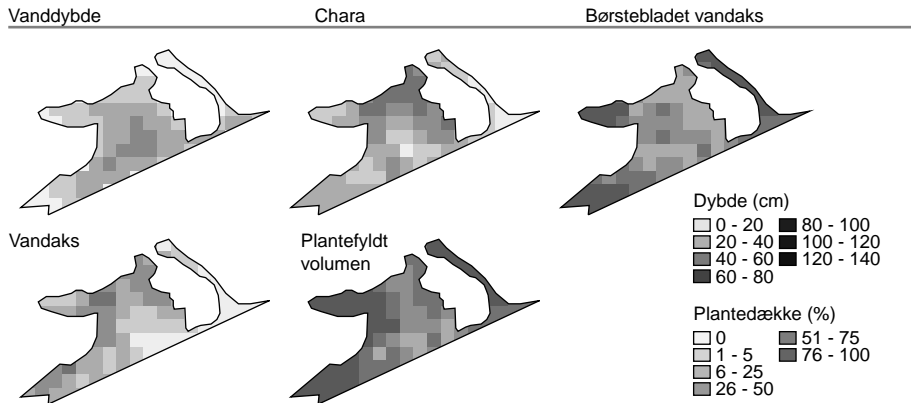 Vanddybde Chara Børstebladet vandaks
Vandaks Plantefyldt
volumen
Dybde (cm)
0 - 20 80 - 100
20 - 40 100 - 120
40 - 60 120 - 140
60 - 80
Plantedække (%)
0 51 - 75
1 - 5 76 - 100
6 - 25
26 - 50